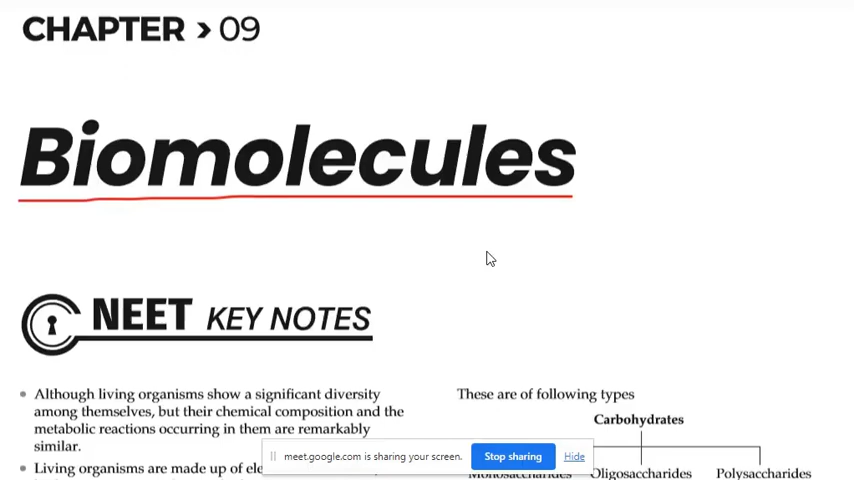 CHAPTER › 09
Biomolecules
NEET KEY NOTES
• Although living organisms show a significant diversity
among themselves, but their chemical composition and the
metabolic reactions occurring in them are remarkably
similar.
• Living organisms are made up of
These are of following types
Carbohydrates
Monosaccharides Oligosaccharides Polysaccharides
meet.google.com is sharing your screen. Stop sharing Hide